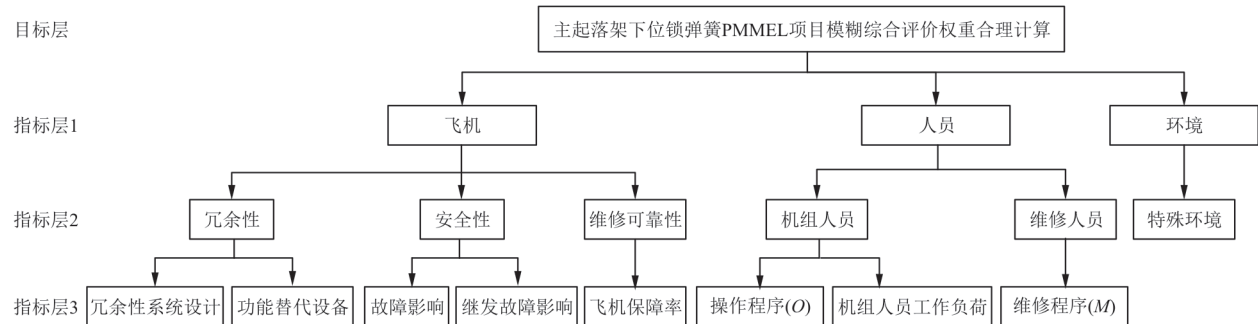 目标层
主起落架下位锁弹簧PMMEL项目模糊综合评价权重合理计算
指标层1
飞机
人员
环境
指标层2
冗余性
安全性
维修可靠性
机组人员
维修人员
特殊环境
指标层3
冗余性系统设计
功能替代设备
故障影响
继发故障影响
飞机保障率
操作程序(O)
机组人员工作负荷
维修程序(M)